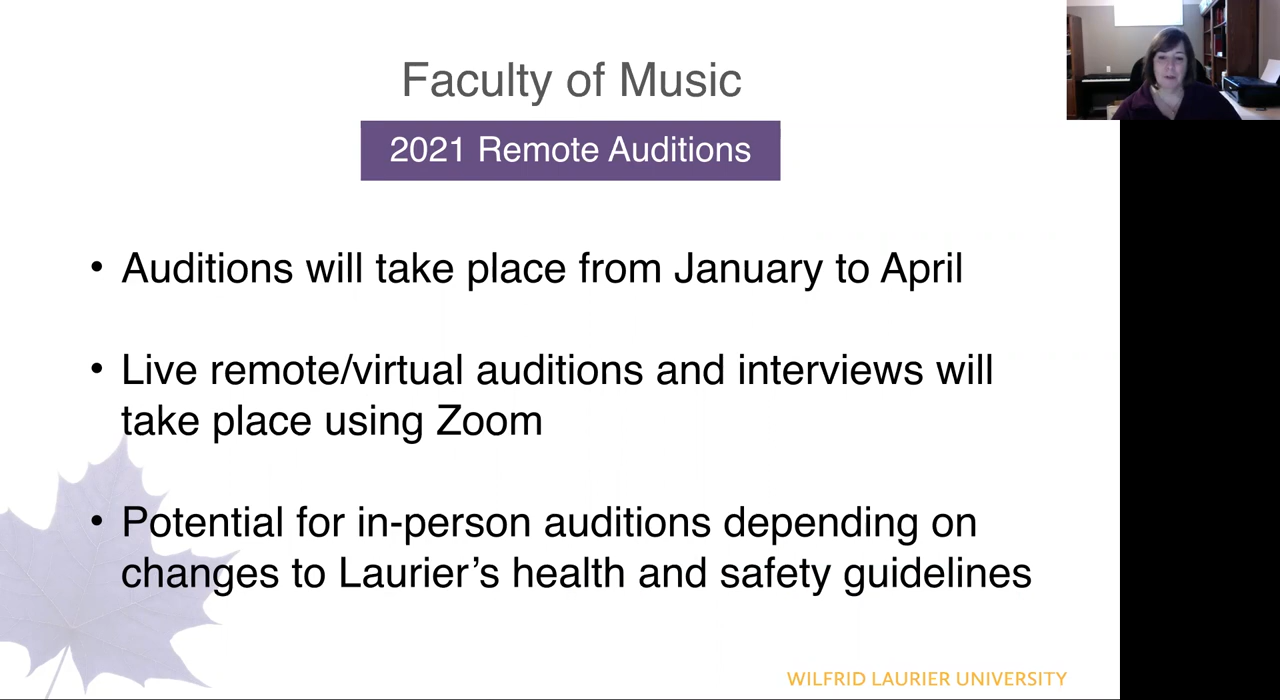 Faculty of Music
2021 Remote Auditions
• Auditions will take place from January to April
• Live remote/virtual auditions and interviews will
take place using Zoom
• Potential for in-person auditions depending on
changes to Laurier’s health and safety guidelines
WILFRID LAURIER UNIVERSITY